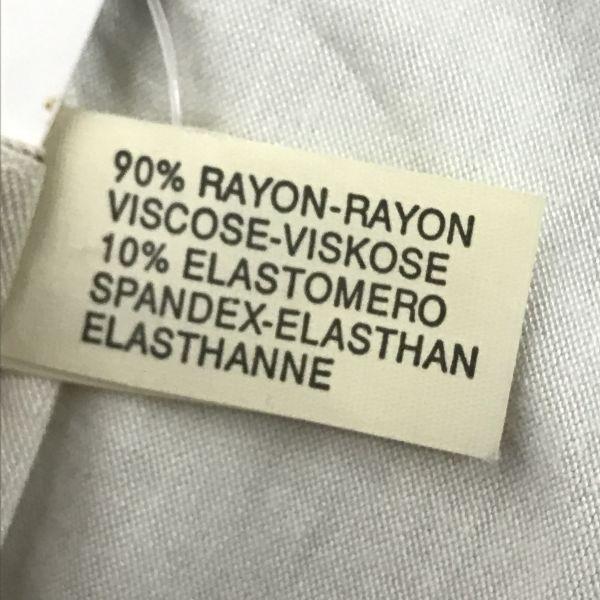 90% RAYON-RAYON
VISCOSE-VISKOSE
10% ELASTOMERO
SPANDEX-ELASTHAN
ELASTHANNE